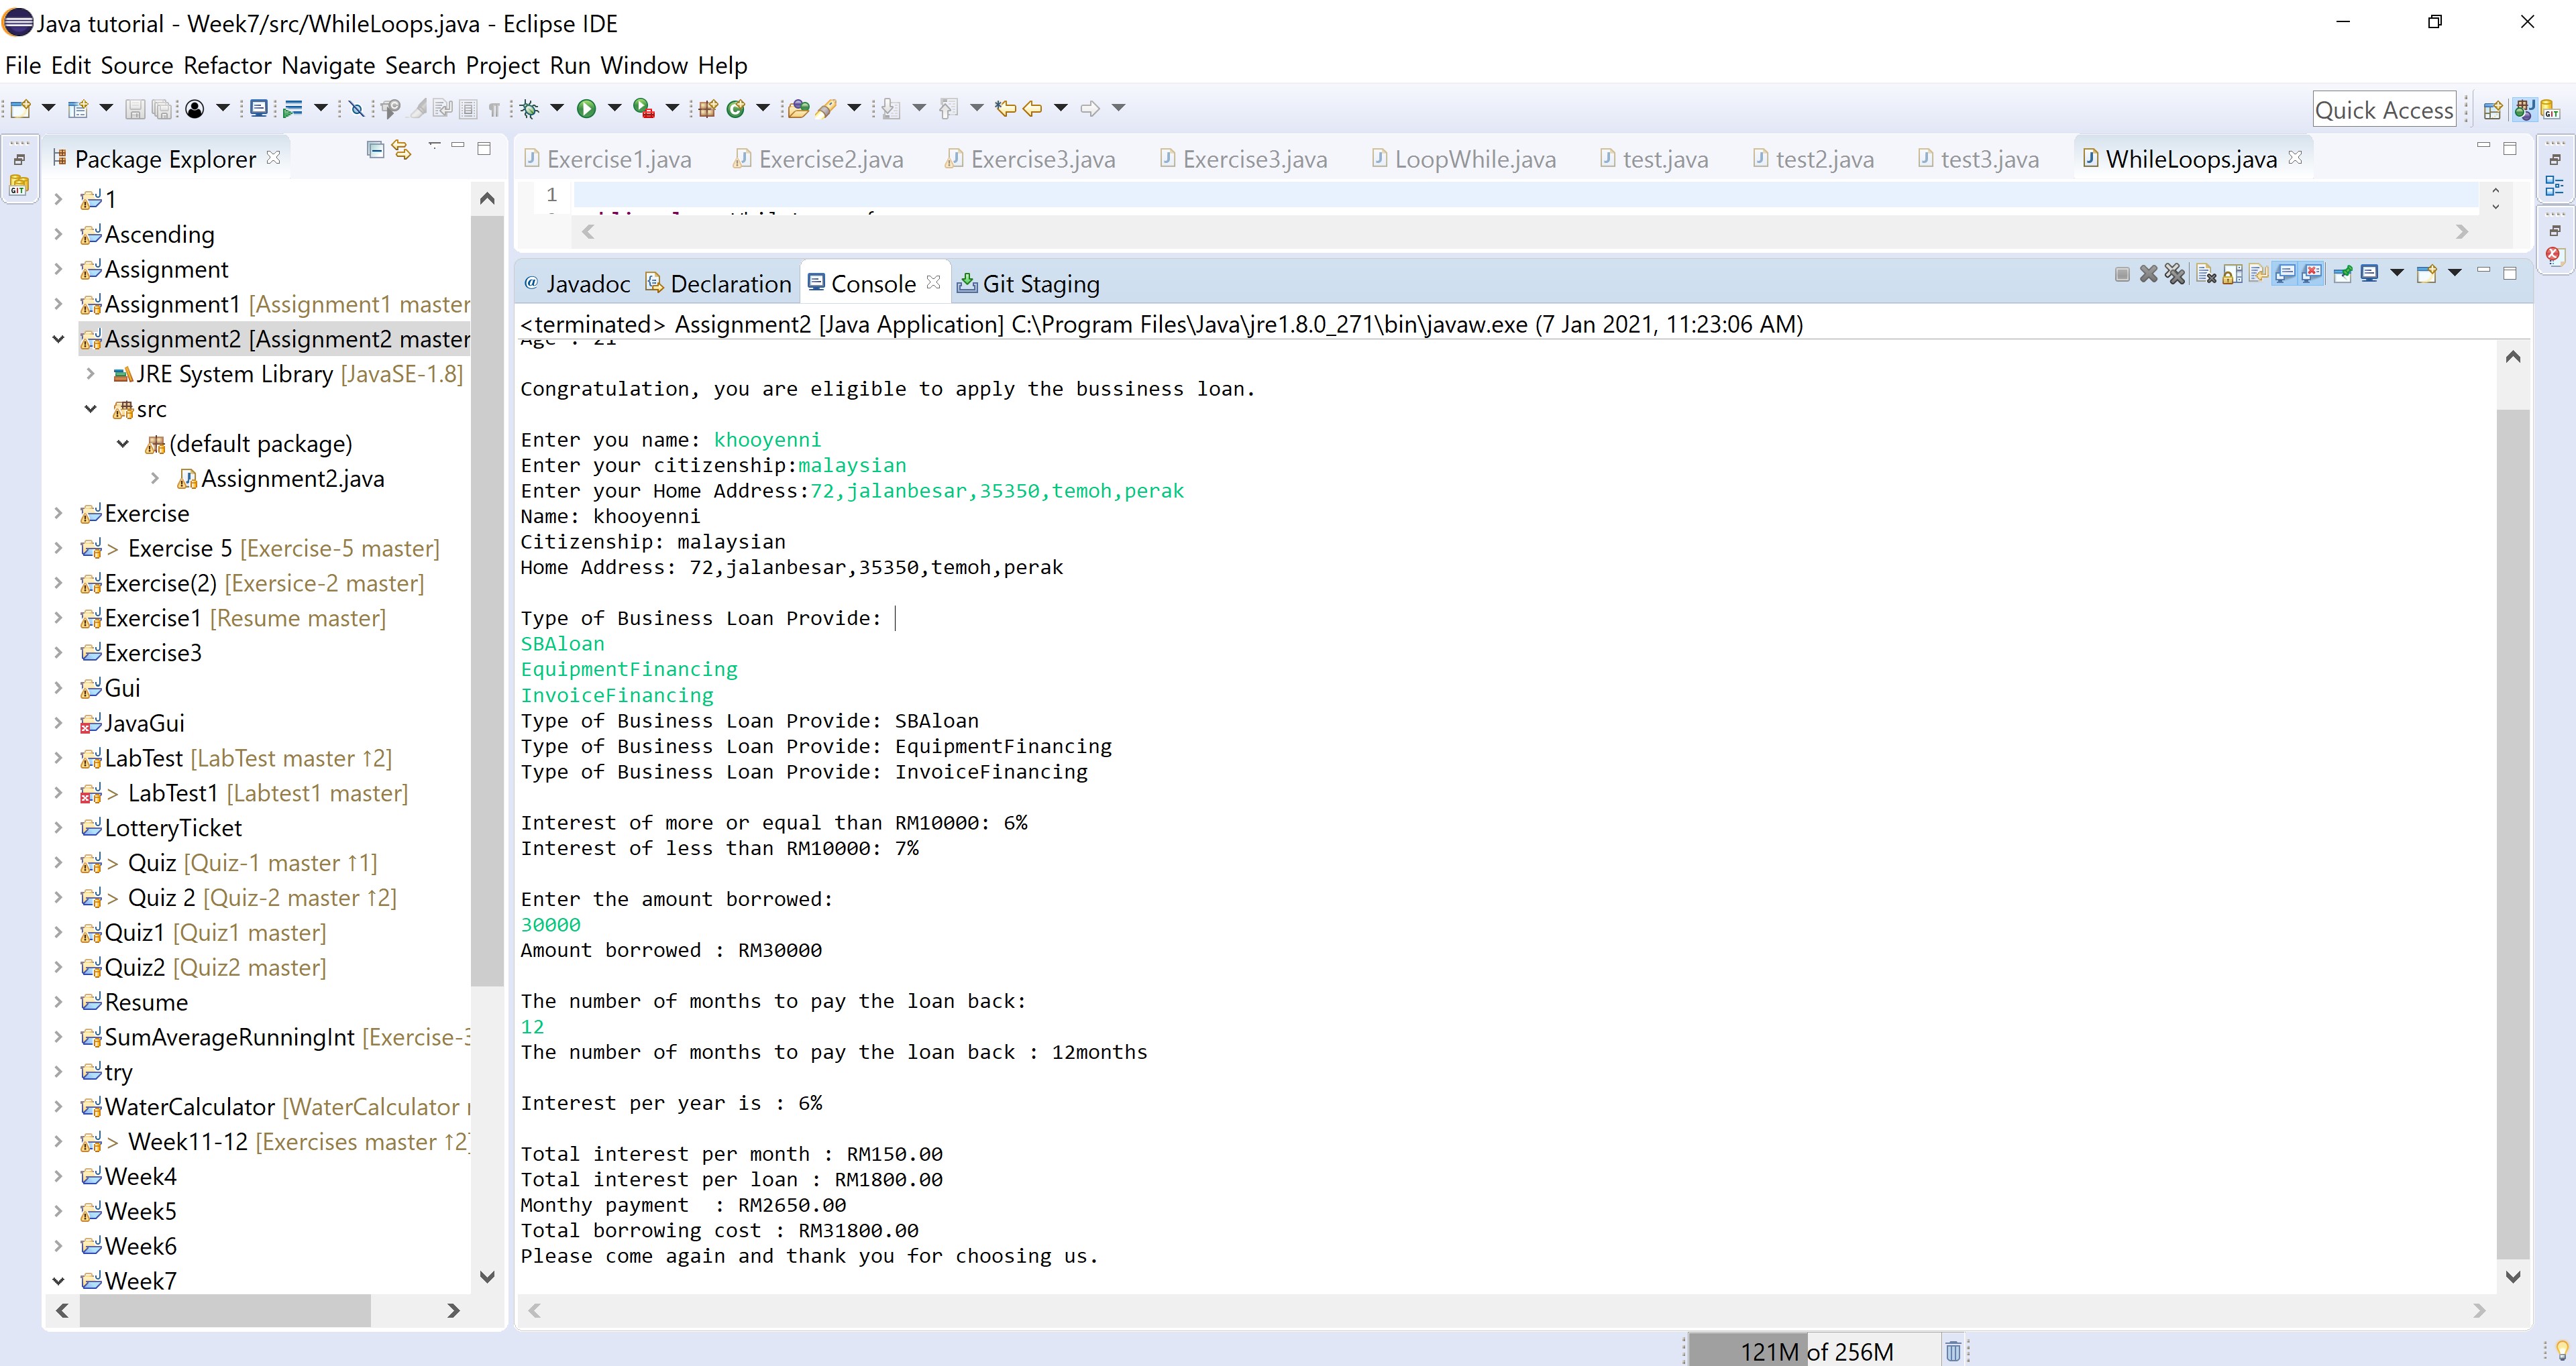 Java tutorial - Week7/src/WhileLoops.java - Eclipse IDE
File Edit Source Refactor Navigate Search Project Run Window Help
Quick Access
Package Explorer
1
Ascending
Assignment
Assignment1 [Assignment1 master
Assignment2 [Assignment2 master
JRE System Library [JavaSE-1.8]
src
(default package)
Assignment2.java
Exercise
> Exercise 5 [Exercise-5 master]
Exercise(2) [Exersice-2 master]
Exercise1 [Resume master]
Exercise3
Gui
JavaGui
LabTest [LabTest master ↑2]
> LabTest1 [Labtest1 master]
LotteryTicket
> Quiz [Quiz-1 master ↑1]
> Quiz 2 [Quiz-2 master ↑2]
Quiz1 [Quiz1 master]
Quiz2 [Quiz2 master]
Resume
SumAverageRunningInt [Exercise-3
try
WaterCalculator [WaterCalculator
> Week11-12 [Exercises master ↑2]
Week4
Week5
Week6
Week7
Exercise1.java Exercise2.java Exercise3.java Exercise3.java LoopWhile.java test.java test2.java test3.java WhileLoops.java
1
@ Javadoc Declaration Console Git Staging
<terminated> Assignment2 [Java Application] C:\Program Files\Java\jre1.8.0_271\bin\javaw.exe (7 Jan 2021, 11:23:06 AM)
Age : 21
Congratulation, you are eligible to apply the bussiness loan.
Enter you name: khooyenni
Enter your citizenship:malaysian
Enter your Home Address:72,jalanbesar,35350,temoh,perak
Name: khooyenni
Citizenship: malaysian
Home Address: 72,jalanbesar,35350,temoh,perak
Type of Business Loan Provide:
SBAloan
EquipmentFinancing
InvoiceFinancing
Type of Business Loan Provide: SBAloan
Type of Business Loan Provide: EquipmentFinancing
Type of Business Loan Provide: InvoiceFinancing
Interest of more or equal than RM10000: 6%
Interest of less than RM10000: 7%
Enter the amount borrowed:
30000
Amount borrowed : RM30000
The number of months to pay the loan back:
12
The number of months to pay the loan back : 12months
Interest per year is : 6%
Total interest per month : RM150.00
Total interest per loan : RM1800.00
Monthy payment  : RM2650.00
Total borrowing cost : RM31800.00
Please come again and thank you for choosing us.
121M of 256M